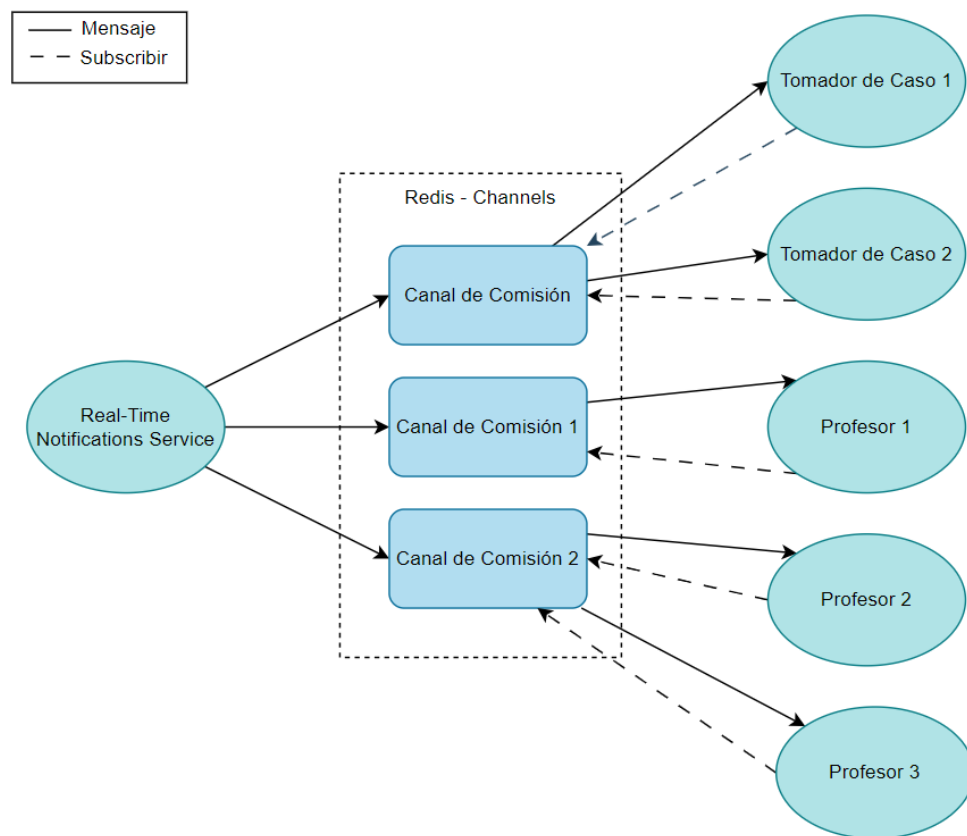 Mensaje
Subscribir
Tomador de Caso 1
Redis - Channels
Tomador de Caso 2
Canal de Comisión
Real-Time
Notifications Service
Canal de Comisión 1
Profesor 1
Canal de Comisión 2
Profesor 2
Profesor 3